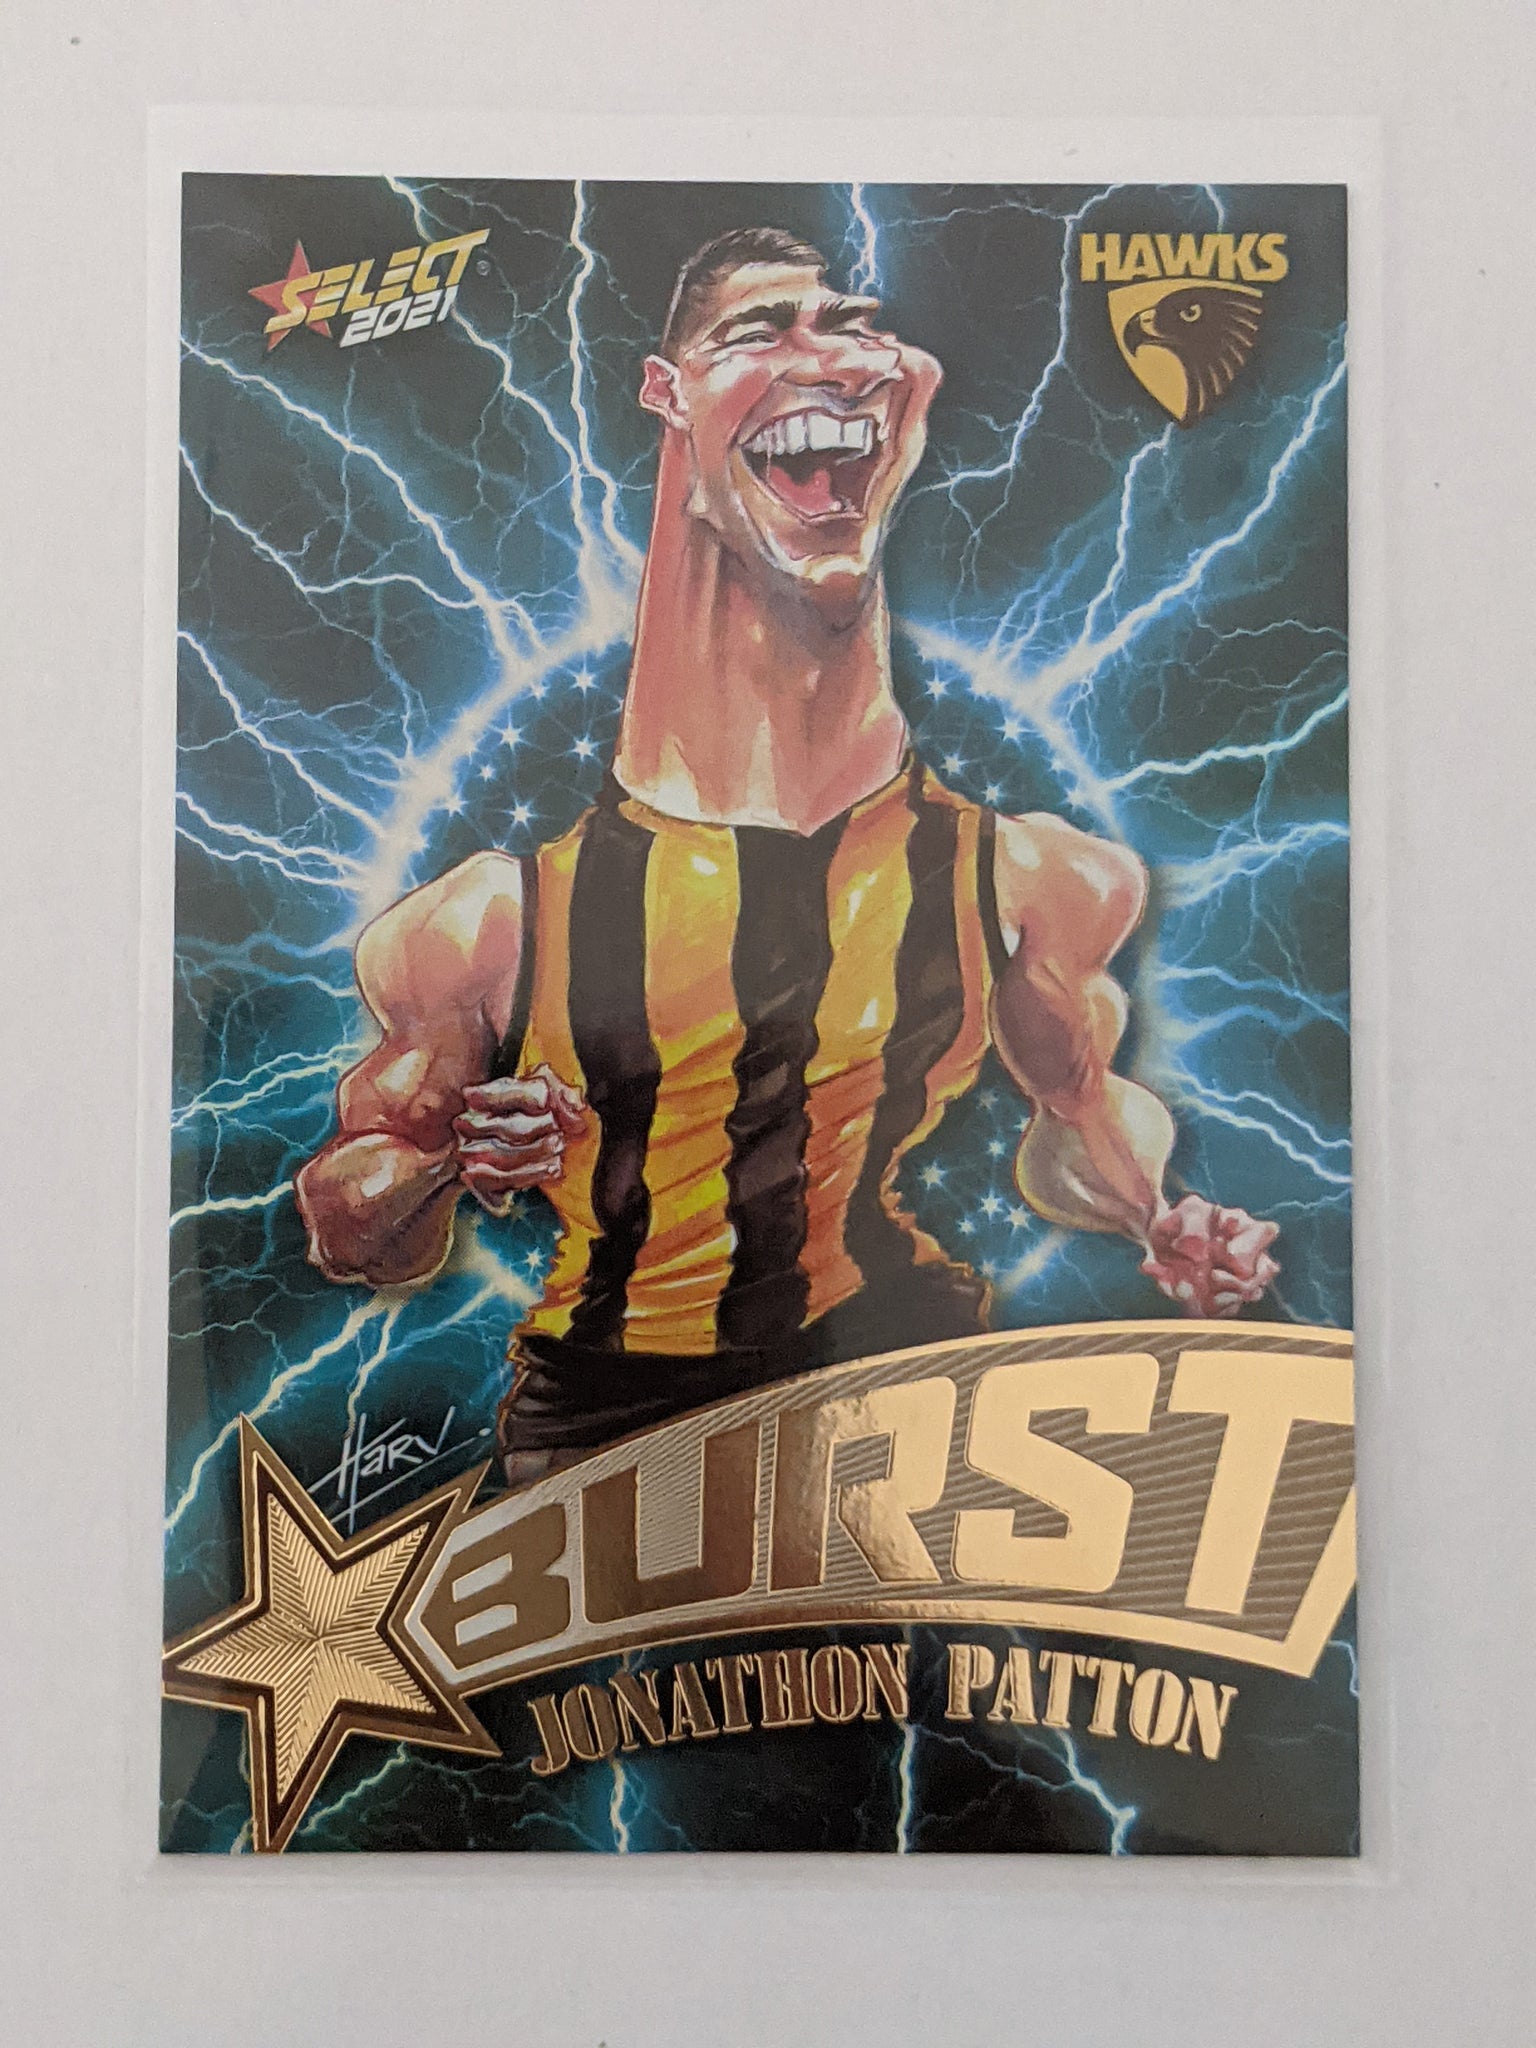 SELECT
2021
HAWKS
HARV.
BURST
JONATHON PATTON